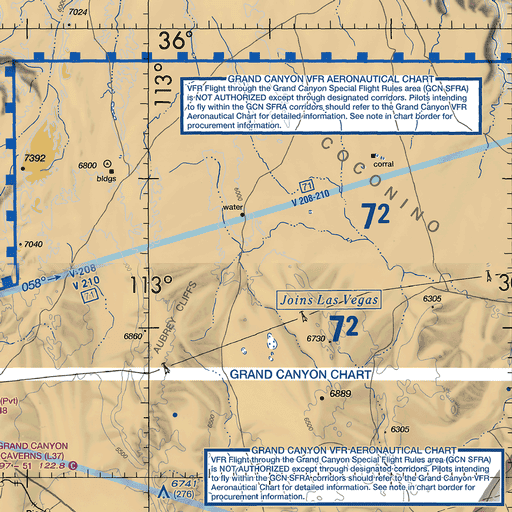 7024
36°
113°
GRAND CANYON VFR AERONAUTICAL CHART
VFR Flight through the Grand Canyon Special Flight Rules area (GCN SFRA)
is NOT AUTHORIZED except through designated corridors. Pilots intending
to fly within the GCN SFRA corridors should refer to the Grand Canyon VFR
Aeronautical Chart for detailed information. See note in chart border for
procurement information.
7392
6800
bldgs
COCONINO
corral
6000
71
V 208-210
water
72
7040
058°
V-208
V 210
71
113°
30
AUBREY CLIFFS
Joins Las Vegas
6305
72
6730
6860
GRAND CANYON CHART
6889
(Pvt)
48
6000
6000
6305
GRAND CANYON
CAVERNS (L37)
97 - 51 122.8 C
6741
(276)
GRAND CANYON VFR AERONAUTICAL CHART
VFR Flight through the Grand Canyon Special Flight Rules area (GCN SFRA)
is NOT AUTHORIZED except through designated corridors. Pilots intending
to fly within the GCN SFRA corridors should refer to the Grand Canyon VFR
Aeronautical Chart for detailed information. See note in chart border for
procurement information.